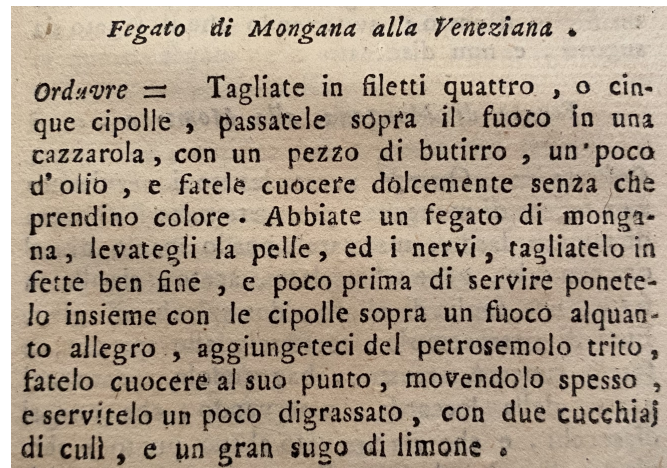 Fegato di Mongana alla Veneziana .
Orduvre = Tagliate in filetti quattro , o cin-
que cipolle , passatele sopra il fuoco in una
cazzarola , con un pezzo di butirro , un poco
d' olio , e fatele cuocere dolcemente senza che
prendino colore . Abbiate un fegato di monga-
na , levategli la pelle , ed i nervi , tagliatelo in
fette ben fine , e poco prima di servire ponete-
lo insieme con le cipolle sopra un fuoco alquan-
to allegro , aggiungeteci del petrosemolo trito ,
fatelo cuocere al suo punto , movendolo spesso ,
e servitelo un poco digrassato , con due cucchiaj
di culì , e un gran sugo di limone .